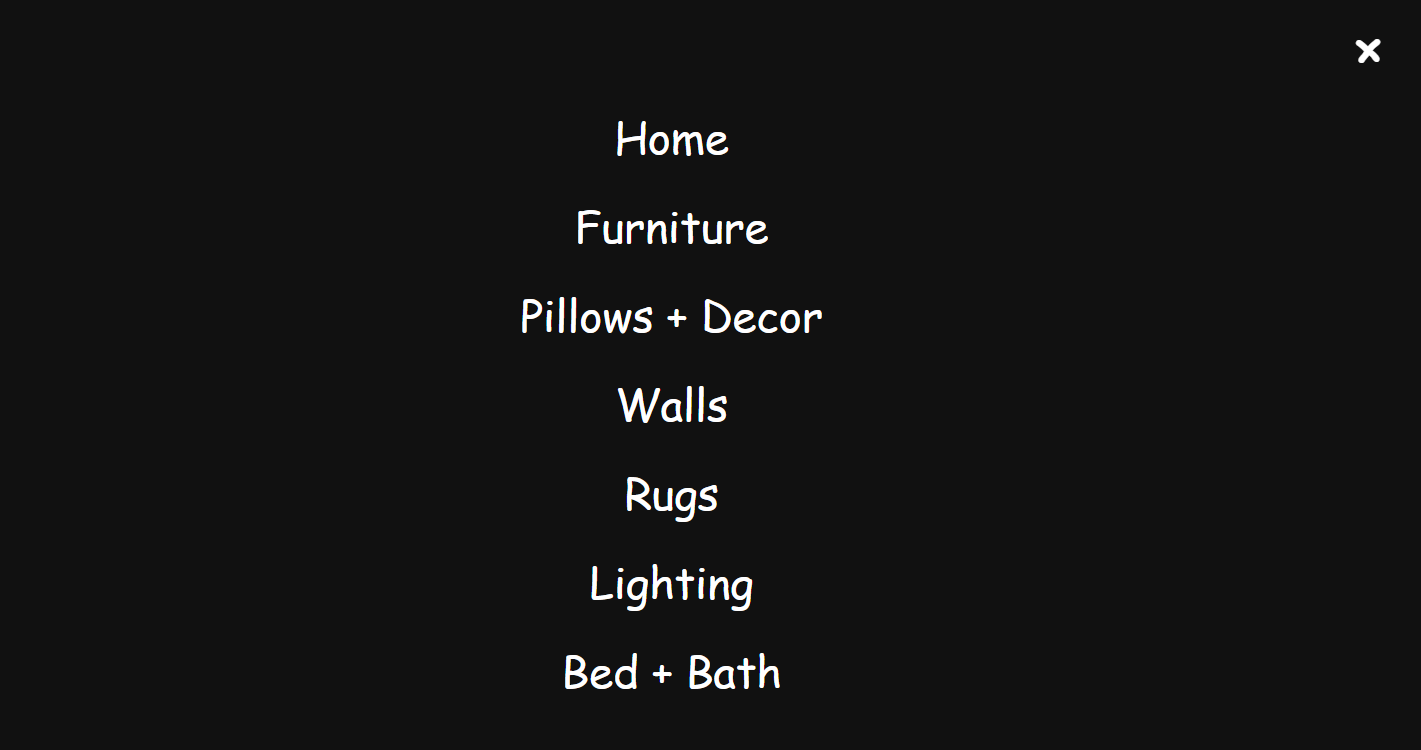 Home
Furniture
Pillows + Decor
Walls
Rugs
Lighting
Bed + Bath